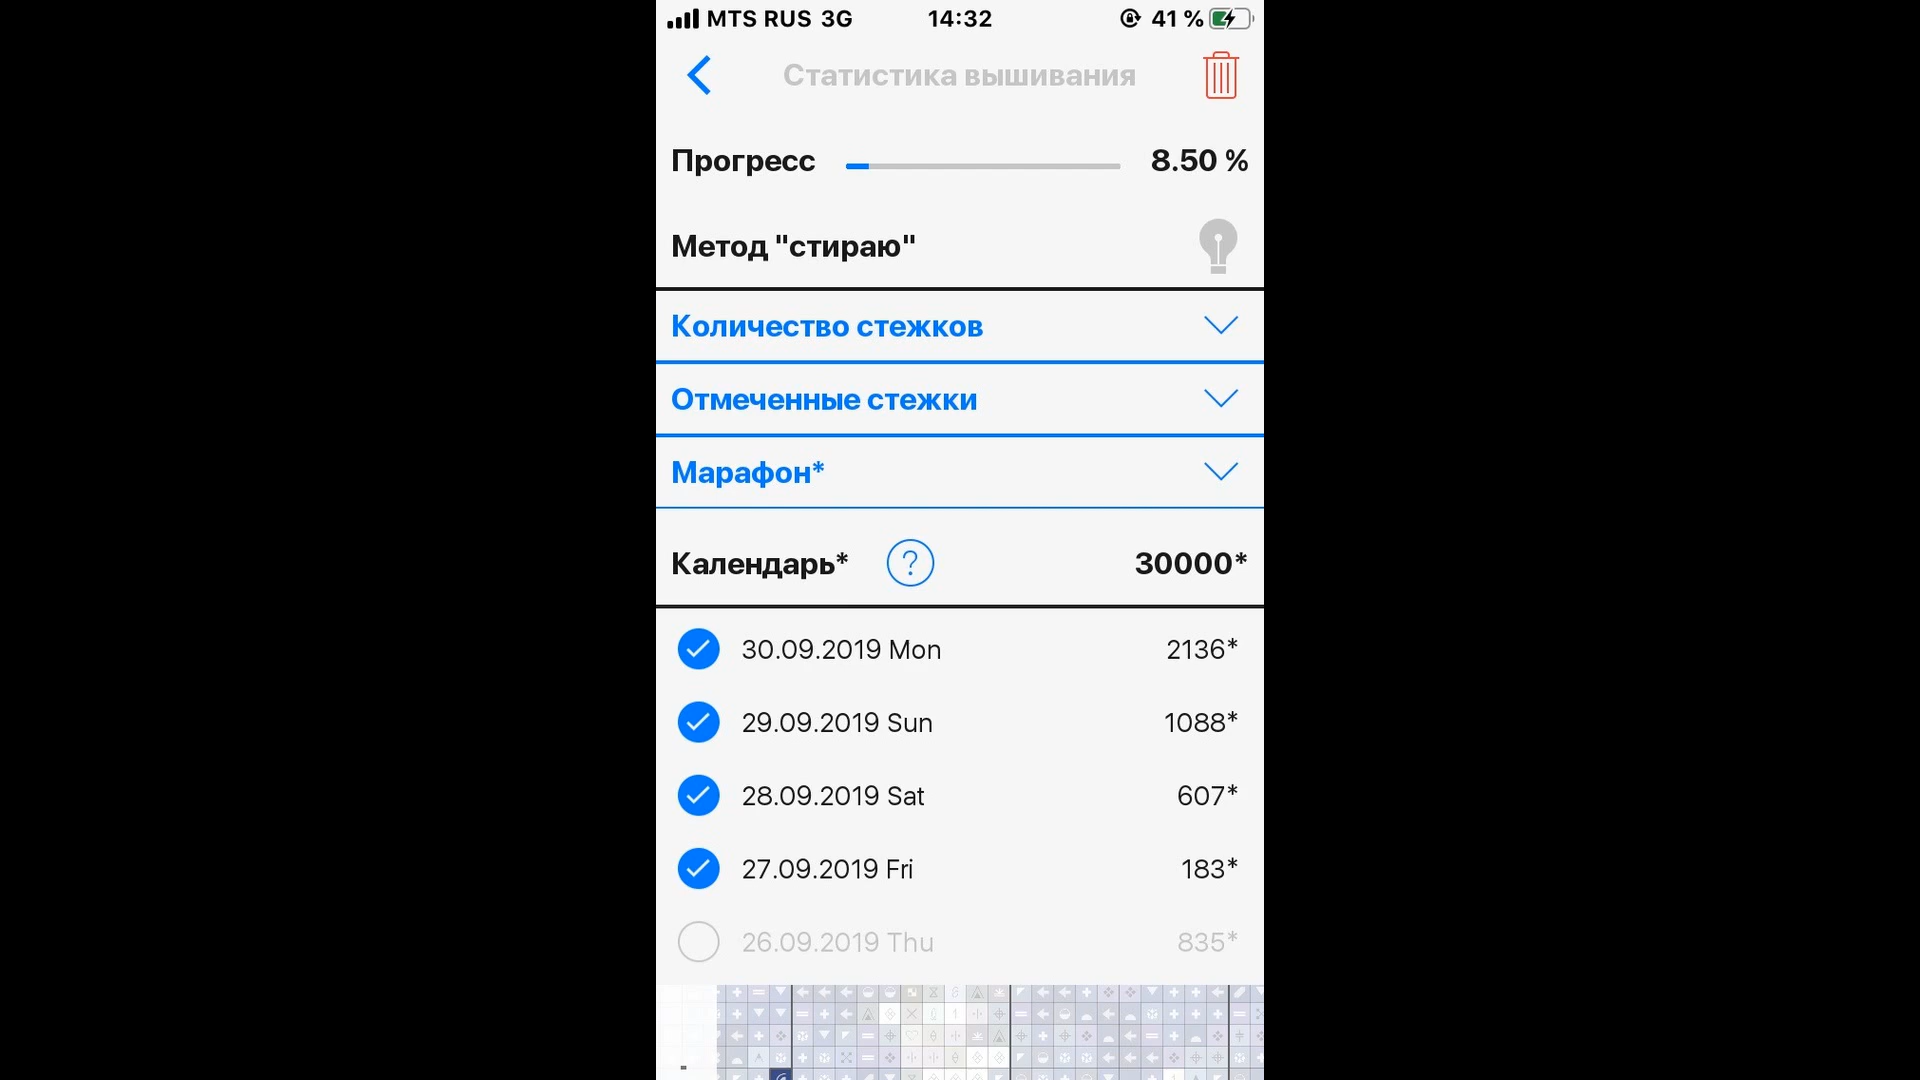 MTS RUS 3G 14:32 41 %
Статистика вышивания
Прогресс 8.50 %
Метод "стираю"
Количество стежков
Отмеченные стежки
Марафон*
Календарь* ? 30000*
30.09.2019 Mon 2136*
29.09.2019 Sun 1088*
28.09.2019 Sat 607*
27.09.2019 Fri 183*
26.09.2019 Thu 835*